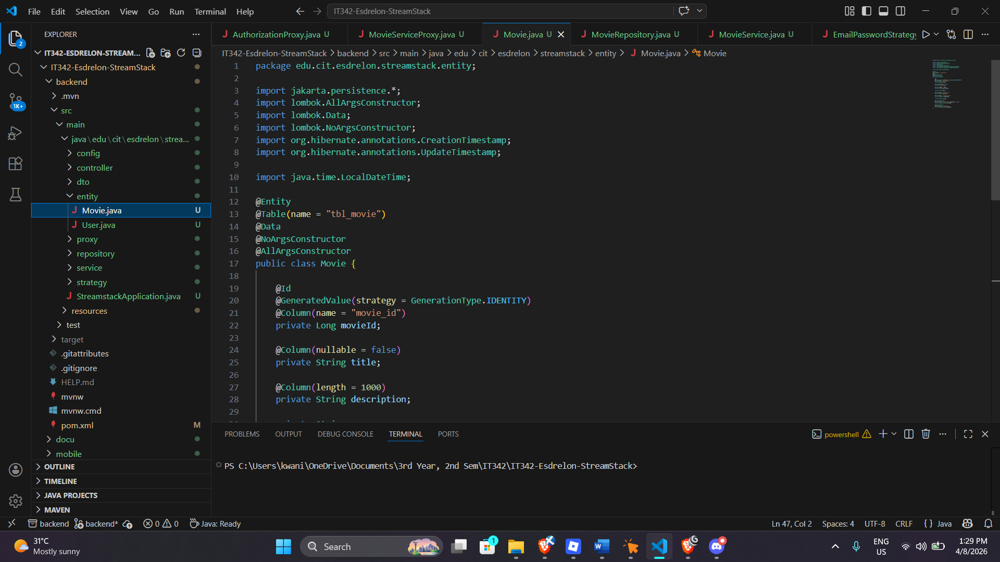 File Edit Selection View Go Run Terminal Help
IT342-Esdrelon-StreamStack
EXPLORER
IT342-ESDRELON-STREAM...
IT342-Esdrelon-StreamStack
backend
.mvn
src
main
java\edu\cit\esdrelon\strea...
config
controller
dto
entity
Movie.java U
User.java U
proxy
repository
service
strategy
StreamstackApplication.java U
resources
test
target
.gitattributes
.gitignore
HELP.md
mvnw
mvnw.cmd
pom.xml M
docu
mobile
OUTLINE
TIMELINE
JAVA PROJECTS
MAVEN
2
1K+
AuthorizationProxy.java U MovieServiceProxy.java U Movie.java U MovieRepository.java U MovieService.java U EmailPasswordStrategy
IT342-Esdrelon-StreamStack > backend > src > main > java > edu > cit > esdrelon > streamstack > entity > Movie.java > Movie
1 package edu.cit.esdrelon.streamstack.entity;
2
3 import jakarta.persistence.*;
4 import lombok.AllArgsConstructor;
5 import lombok.Data;
6 import lombok.NoArgsConstructor;
7 import org.hibernate.annotations.CreationTimestamp;
8 import org.hibernate.annotations.UpdateTimestamp;
9
10 import java.time.LocalDateTime;
11
12 @Entity
13 @Table(name = "tbl_movie")
14 @Data
15 @NoArgsConstructor
16 @AllArgsConstructor
17 public class Movie {
18
19 @Id
20 @GeneratedValue(strategy = GenerationType.IDENTITY)
21 @Column(name = "movie_id")
22 private Long movieId;
23
24 @Column(nullable = false)
25 private String title;
26
27 @Column(length = 1000)
28 private String description;
29
PROBLEMS OUTPUT DEBUG CONSOLE TERMINAL PORTS
powershell
PS C:\Users\kwani\OneDrive\Documents\3rd Year, 2nd Sem\IT342\IT342-Esdrelon-StreamStack>
backend backend* 0 0 Java: Ready
Ln 47, Col 2 Spaces: 4 UTF-8 CRLF { } Java
31°C
Mostly sunny
Search
1
ENG
US
1:29 PM
4/8/2026